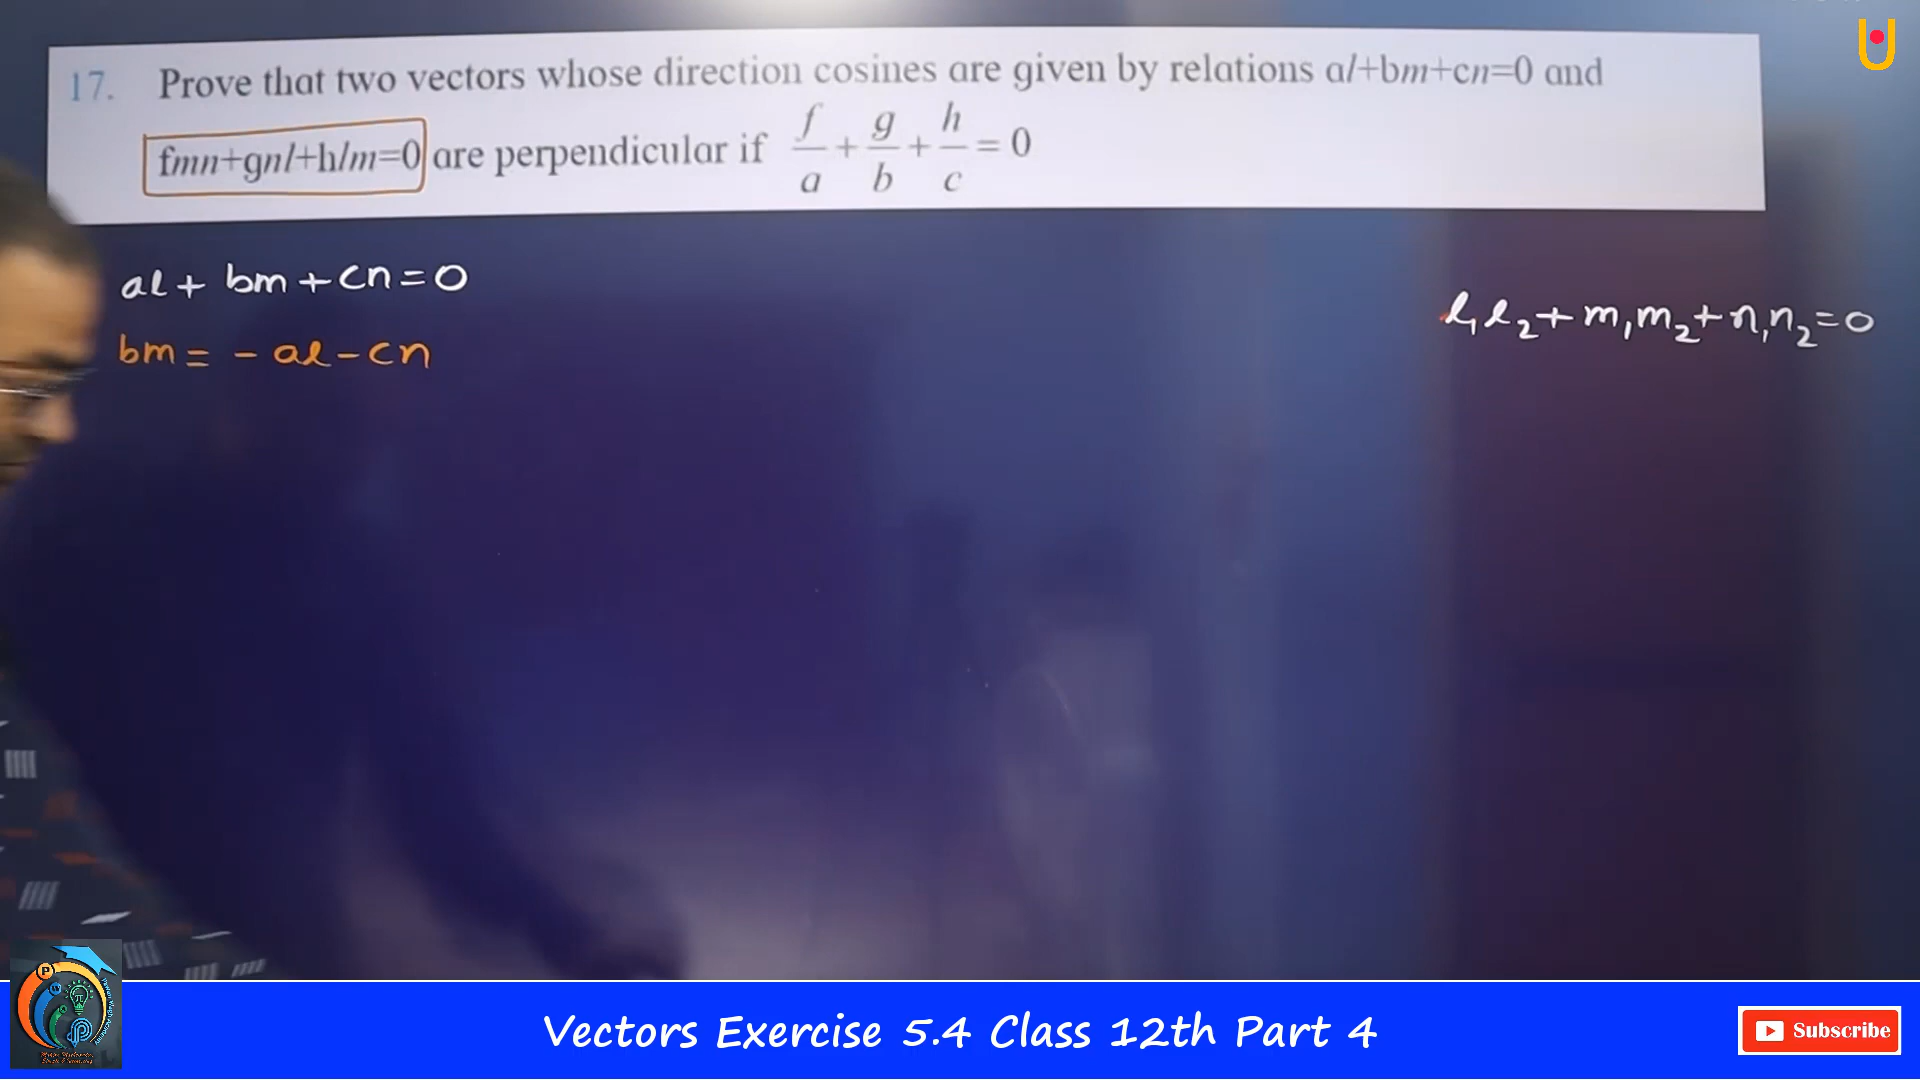 17. Prove that two vectors whose direction cosines are given by relations al+bm+cn=0 and
fmn+gnl+hlm=0 are perpendicular if f/a + g/b + h/c = 0
al + bm + cn = 0
bm = - al - cn
l₁l₂ + m₁m₂ + n₁n₂ = 0
Vectors Exercise 5.4 Class 12th Part 4
Subscribe